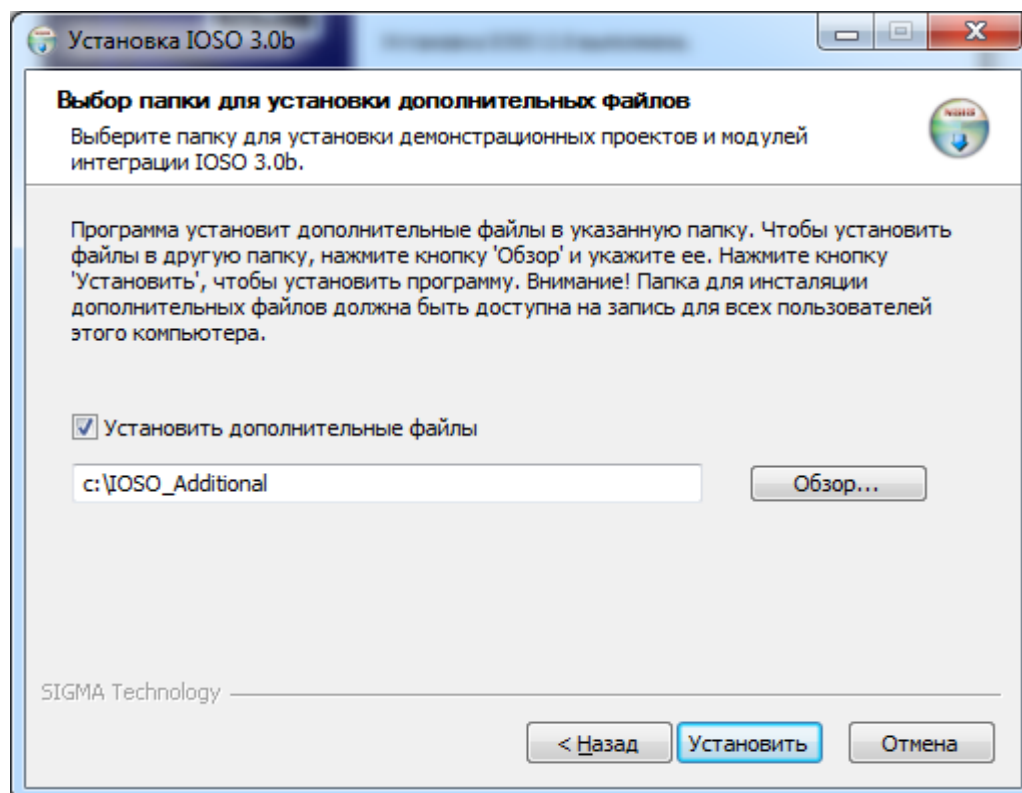 Установка IOSO 3.0b
Выбор папки для установки дополнительных файлов
Выберите папку для установки демонстрационных проектов и модулей
интеграции IOSO 3.0b.
Программа установит дополнительные файлы в указанную папку. Чтобы установить
файлы в другую папку, нажмите кнопку 'Обзор' и укажите ее. Нажмите кнопку
'Установить', чтобы установить программу. Внимание! Папка для инсталяции
дополнительных файлов должна быть доступна на запись для всех пользователей
этого компьютера.
Установить дополнительные файлы
c:\IOSO_Additional
Обзор...
SIGMA Technology
< Назад
Установить
Отмена